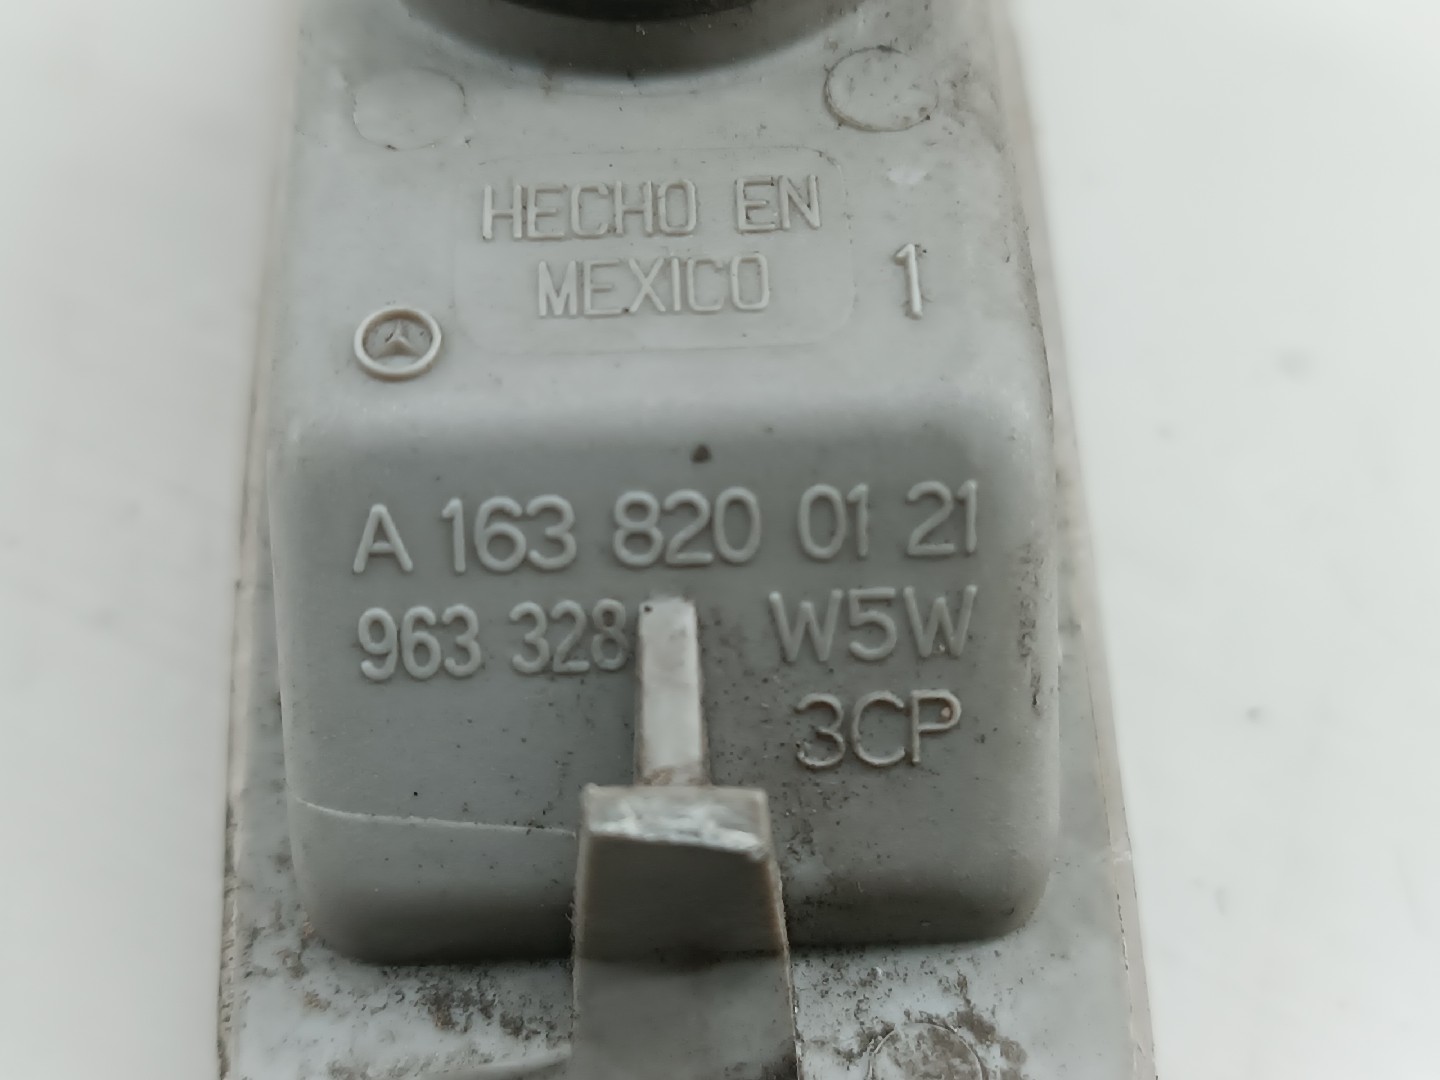 HECHO EN
MEXICO
1
A 163 820 01 21
963 328 W5W
3CP